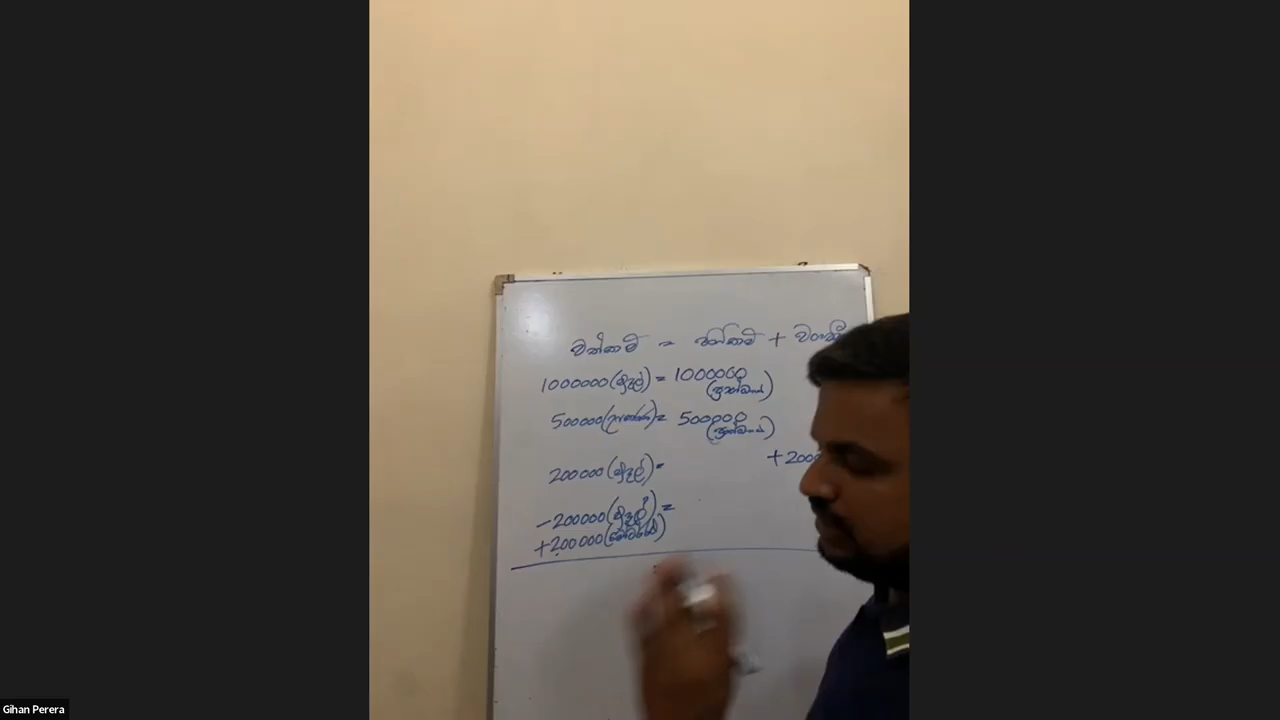 වත්කම් = හිමිකම් + වගකී
1000000 (මුදල්) = 1000000
(ප්‍රාග්ධනය)
500000 (උපකරණ) = 500000
(ප්‍රාග්ධනය)
200000 (මුදල්) = + 200
- 200000 (මුදල්) =
+ 200000
Gihan Perera